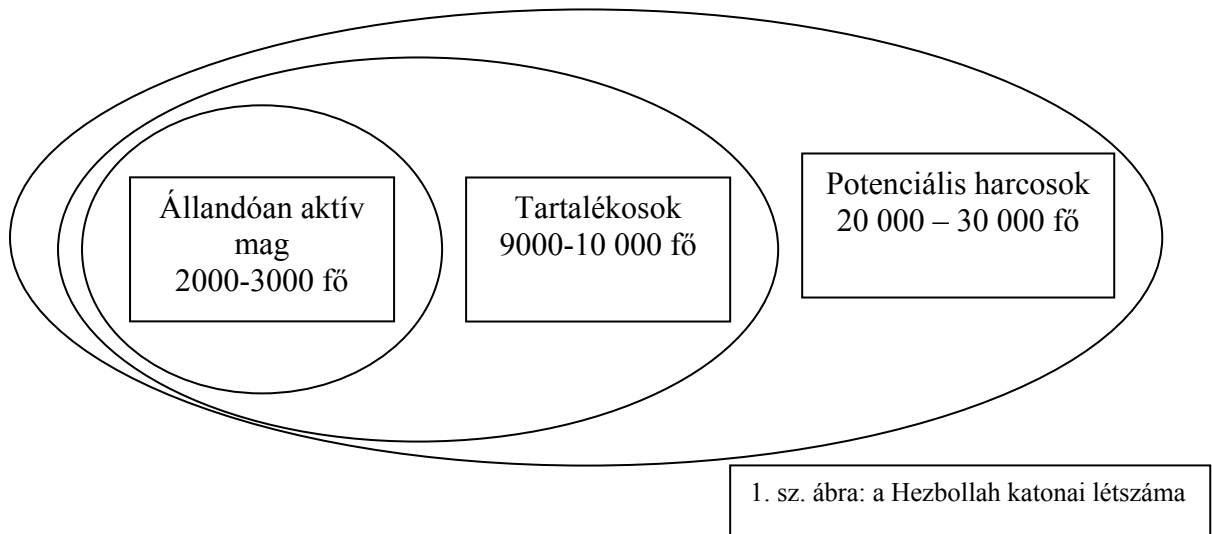 Állandóan aktív
mag
2000-3000 fő
Tartalékosok
9000-10 000 fő
Potenciális harcosok
20 000 – 30 000 fő
1. sz. ábra: a Hezbollah katonai létszáma